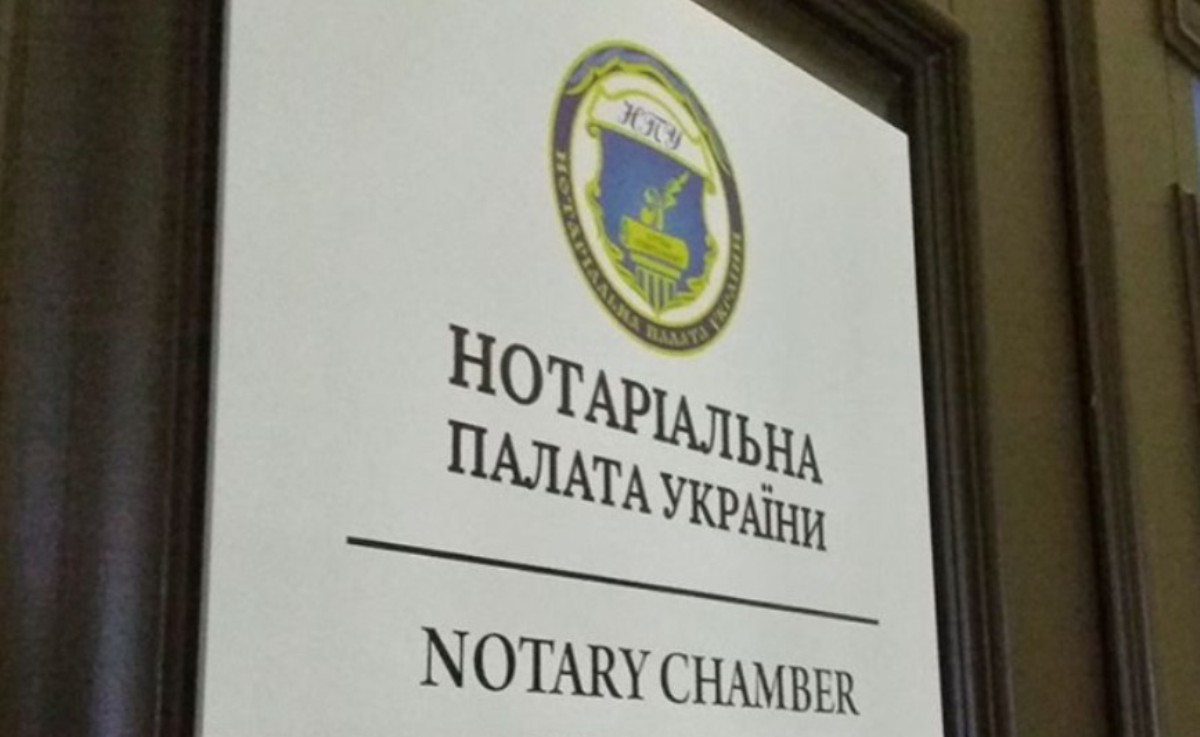 НПУ
НОТАРІАЛЬНА ПАЛАТА УКРАЇНИ
НОТАРІАЛЬНА
ПАЛАТА УКРАЇНИ
NOTARY CHAMBER